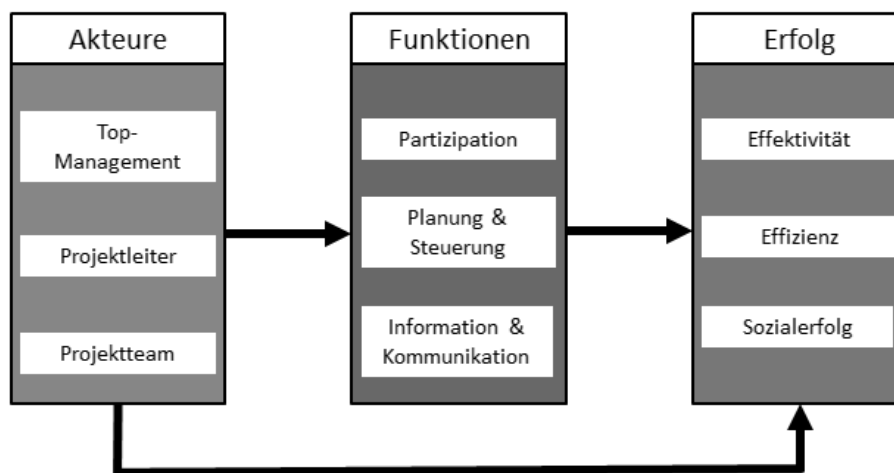 Akteure
Top-
Management
Projektleiter
Projektteam
Funktionen
Partizipation
Planung &
Steuerung
Information &
Kommunikation
Erfolg
Effektivität
Effizienz
Sozialerfolg